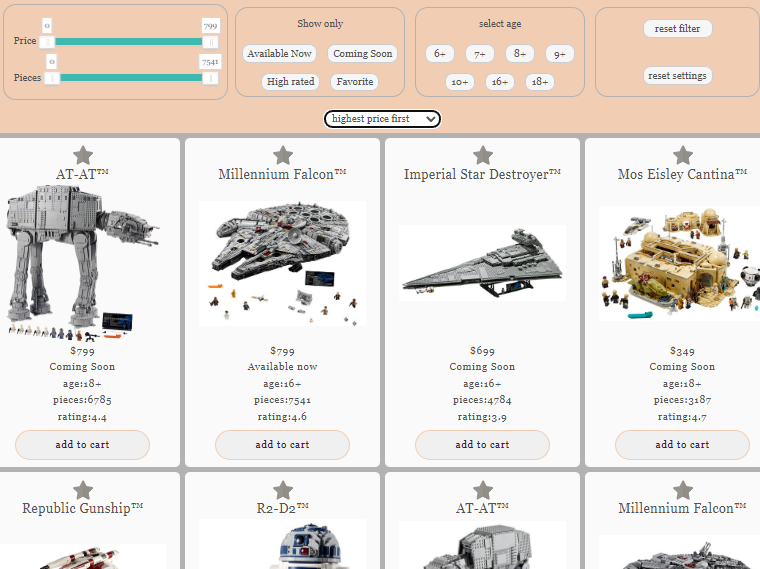 0
799
Price
0
7541
Pieces
Show only
Available Now
Coming Soon
High rated
Favorite
select age
6+
7+
8+
9+
10+
16+
18+
reset filter
reset settings
highest price first
AT-AT™
$799
Coming Soon
age:18+
pieces:6785
rating:4.4
add to cart
Millennium Falcon™
$799
Available now
age:16+
pieces:7541
rating:4.6
add to cart
Imperial Star Destroyer™
$699
Coming Soon
age:16+
pieces:4784
rating:3.9
add to cart
Mos Eisley Cantina™
$349
Coming Soon
age:18+
pieces:3187
rating:4.7
add to cart
Republic Gunship™
R2-D2™
AT-AT™
Millennium Falcon™